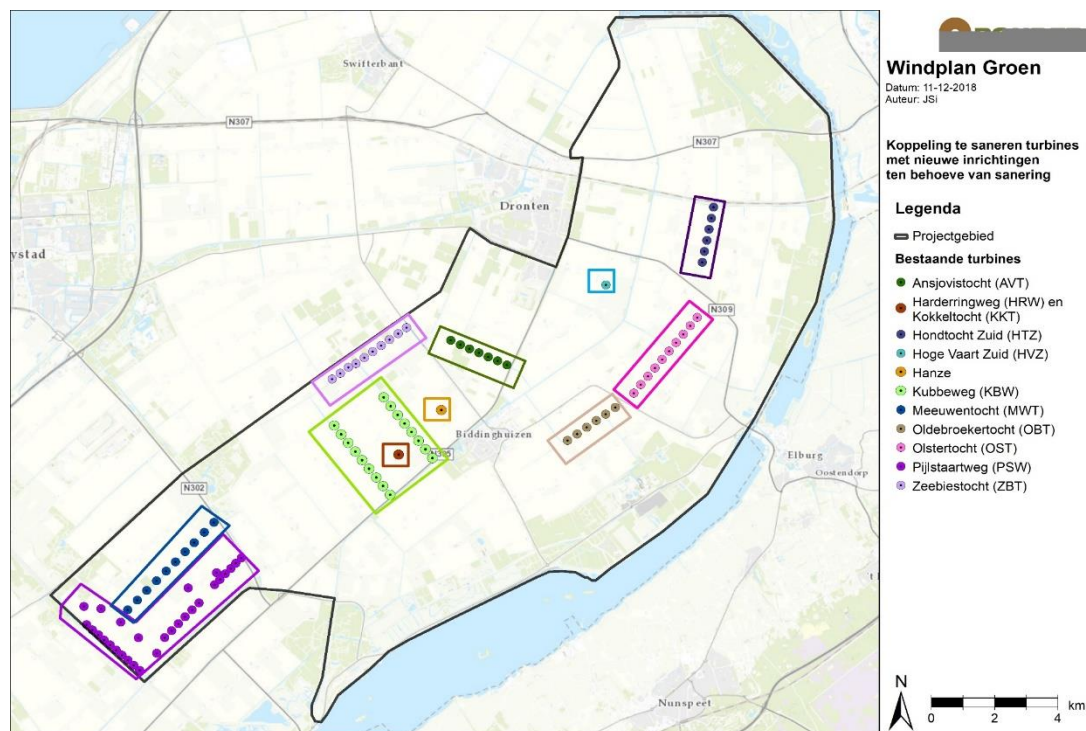 Windplan Groen
Datum: 11-12-2018
Auteur: JSi
Koppeling te saneren turbines
met nieuwe inrichtingen
ten behoeve van sanering
Legenda
Projectgebied
Bestaande turbines
Ansjovistocht (AVT)
Harderringweg (HRW) en
Kokkeltocht (KKT)
Hondtocht Zuid (HTZ)
Hoge Vaart Zuid (HVZ)
Hanze
Kubbeweg (KBW)
Meeuwentocht (MWT)
Oldebroekertocht (OBT)
Olstertocht (OST)
Pijlstaartweg (PSW)
Zeebiestocht (ZBT)
N
0 2 4 km
Swifterbant
N307
N307
Dronten
ystad
N309
Biddinghuizen
N305
Elburg
Oostendorp
N302
Nunspeet